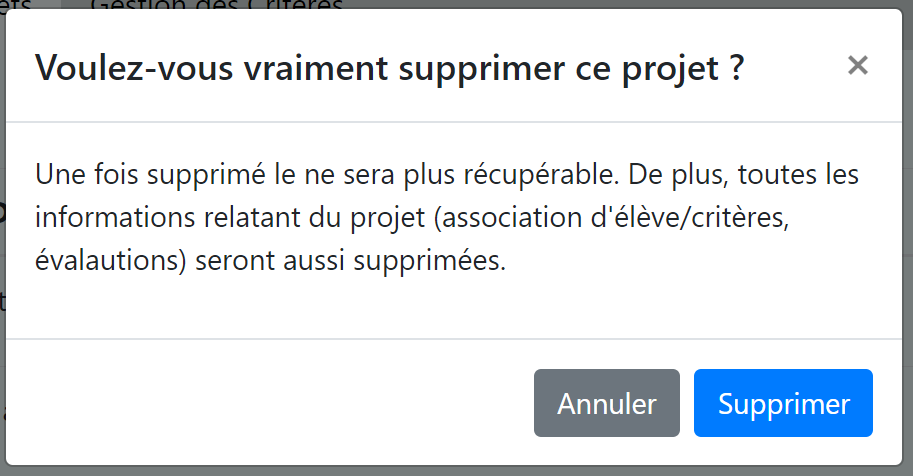 Gestion des Critères
Voulez-vous vraiment supprimer ce projet ?
×
Une fois supprimé le ne sera plus récupérable. De plus, toutes les
informations relatant du projet (association d'élève/critères,
évalautions) seront aussi supprimées.
Annuler
Supprimer